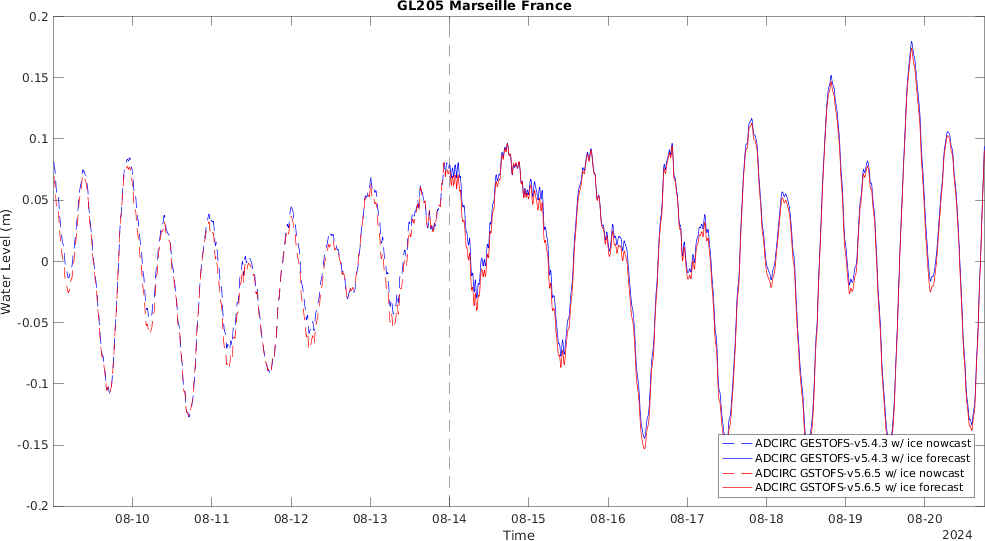 GL205 Marseille France
0.2
0.15
0.1
0.05
0
-0.05
-0.1
-0.15
-0.2
Water Level (m)
ADCIRC GESTOFS-v5.4.3 w/ ice nowcast
ADCIRC GESTOFS-v5.4.3 w/ ice forecast
ADCIRC GSTOFS-v5.6.5 w/ ice nowcast
ADCIRC GSTOFS-v5.6.5 w/ ice forecast
08-10 08-11 08-12 08-13 08-14 08-15 08-16 08-17 08-18 08-19 08-20
Time
2024